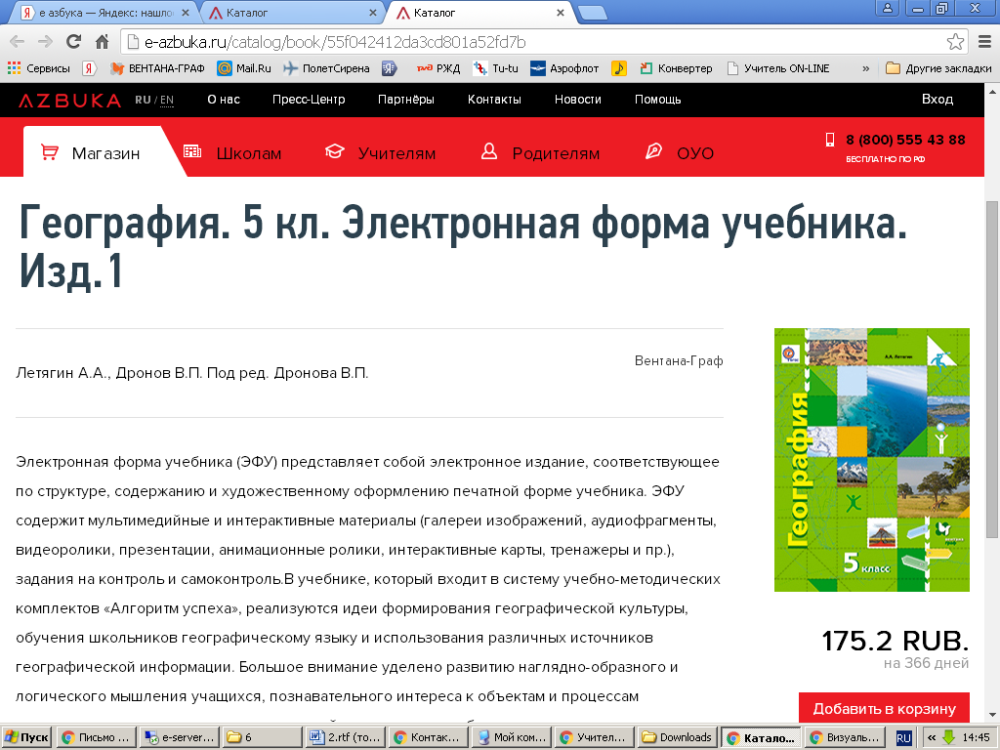 е азбука — Яндекс: нашло
Каталог
Каталог
e-azbuka.ru/catalog/book/55f042412da3cd801a52fd7b
Сервисы
ВЕНТАНА-ГРАФ
Mail.Ru
ПолетСирена
РЖД
Tu-tu
Аэрофлот
Конвертер
Учитель ON-LINE
»
Другие закладки
AZBUKA
RU / EN
О нас
Пресс-Центр
Партнёры
Контакты
Новости
Помощь
Вход
Магазин
Школам
Учителям
Родителям
ОУО
8 (800) 555 43 88
БЕСПЛАТНО ПО РФ
География. 5 кл. Электронная форма учебника.
Изд.1
Летягин А.А., Дронов В.П. Под ред. Дронова В.П.
Вентана-Граф
Электронная форма учебника (ЭФУ) представляет собой электронное издание, соответствующее
по структуре, содержанию и художественному оформлению печатной форме учебника. ЭФУ
содержит мультимедийные и интерактивные материалы (галереи изображений, аудиофрагменты,
видеоролики, презентации, анимационные ролики, интерактивные карты, тренажеры и пр.),
задания на контроль и самоконтроль.В учебнике, который входит в систему учебно-методических
комплектов «Алгоритм успеха», реализуются идеи формирования географической культуры,
обучения школьников географическому языку и использования различных источников
географической информации. Большое внимание уделено развитию наглядно-образного и
логического мышления учащихся, познавательного интереса к объектам и процессам
А.А. Летягин
География
5 класс
175.2 RUB.
на 366 дней
Добавить в корзину
Пуск
Письмо ...
e-server...
6
2.rtf (то...
Контак...
Мой ком...
Учител...
Downloads
Катало...
Визуаль...
RU
«
14:45